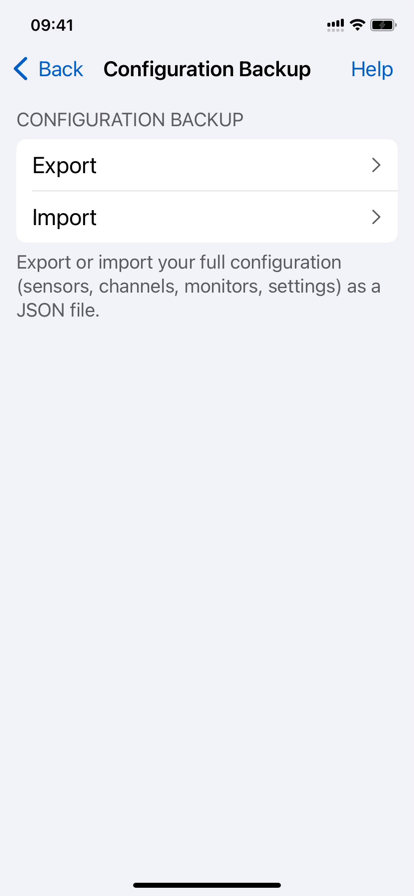 09:41
Back Configuration Backup Help
CONFIGURATION BACKUP
Export
Import
Export or import your full configuration
(sensors, channels, monitors, settings) as a
JSON file.